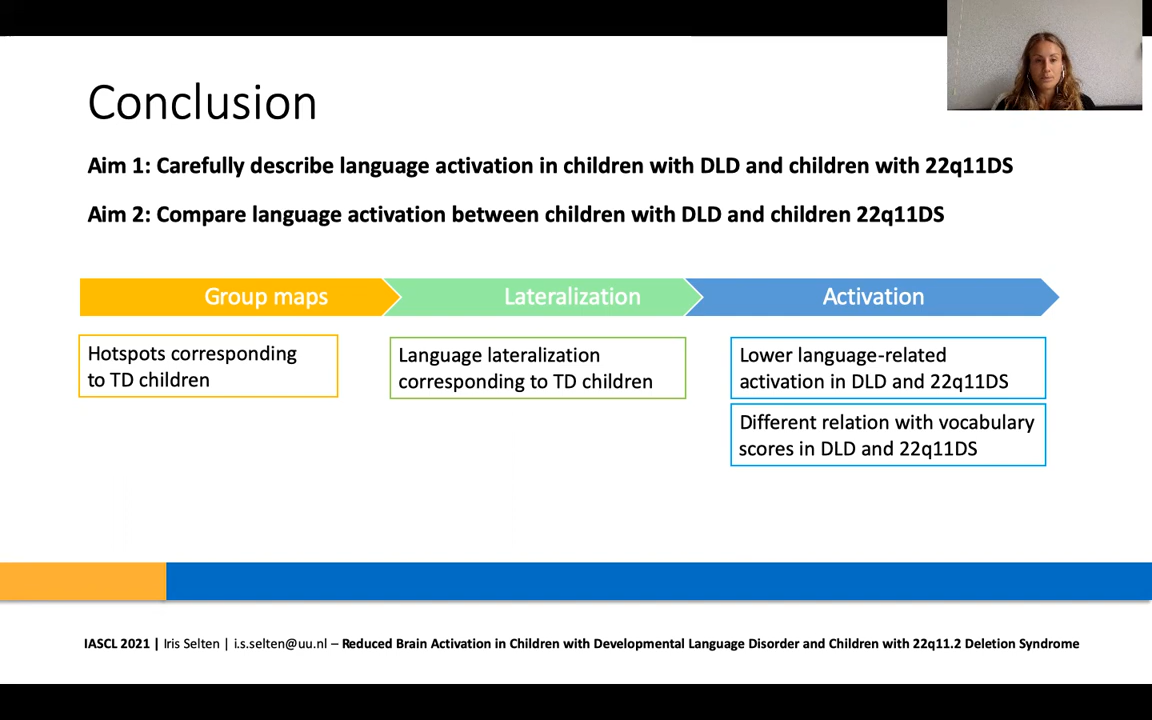 Conclusion
Aim 1: Carefully describe language activation in children with DLD and children with 22q11DS
Aim 2: Compare language activation between children with DLD and children 22q11DS
Group maps
Lateralization
Activation
Hotspots corresponding
to TD children
Language lateralization
corresponding to TD children
Lower language-related
activation in DLD and 22q11DS
Different relation with vocabulary
scores in DLD and 22q11DS
IASCL 2021 | Iris Selten | i.s.selten@uu.nl – Reduced Brain Activation in Children with Developmental Language Disorder and Children with 22q11.2 Deletion Syndrome